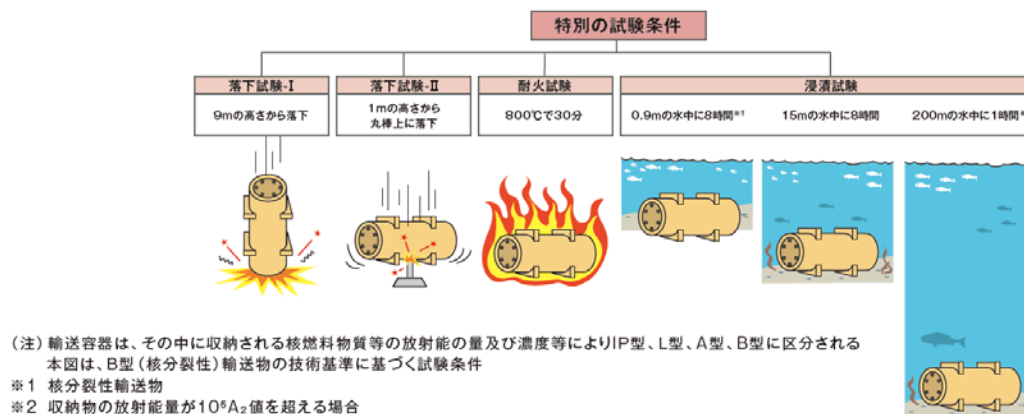 特別の試験条件
落下試験-Ⅰ
落下試験-Ⅱ
耐火試験
浸漬試験
9mの高さから落下
1mの高さから
丸棒上に落下
800℃で30分
0.9mの水中に8時間※1
15mの水中に8時間
200mの水中に1時間※
(注)輸送容器は、その中に収納される核燃料物質等の放射能の量及び濃度等によりIP型、L型、A型、B型に区分される
本図は、B型(核分裂性)輸送物の技術基準に基づく試験条件
※1 核分裂性輸送物
※2 収納物の放射能量が10⁵A₂値を超える場合